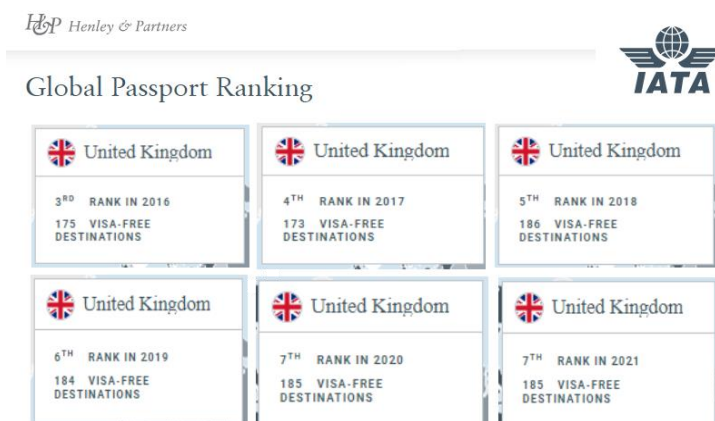 H&P Henley & Partners
IATA
Global Passport Ranking
United Kingdom
3RD RANK IN 2016
175 VISA-FREE
DESTINATIONS
United Kingdom
4TH RANK IN 2017
173 VISA-FREE
DESTINATIONS
United Kingdom
5TH RANK IN 2018
186 VISA-FREE
DESTINATIONS
United Kingdom
6TH RANK IN 2019
184 VISA-FREE
DESTINATIONS
United Kingdom
7TH RANK IN 2020
185 VISA-FREE
DESTINATIONS
United Kingdom
7TH RANK IN 2021
185 VISA-FREE
DESTINATIONS